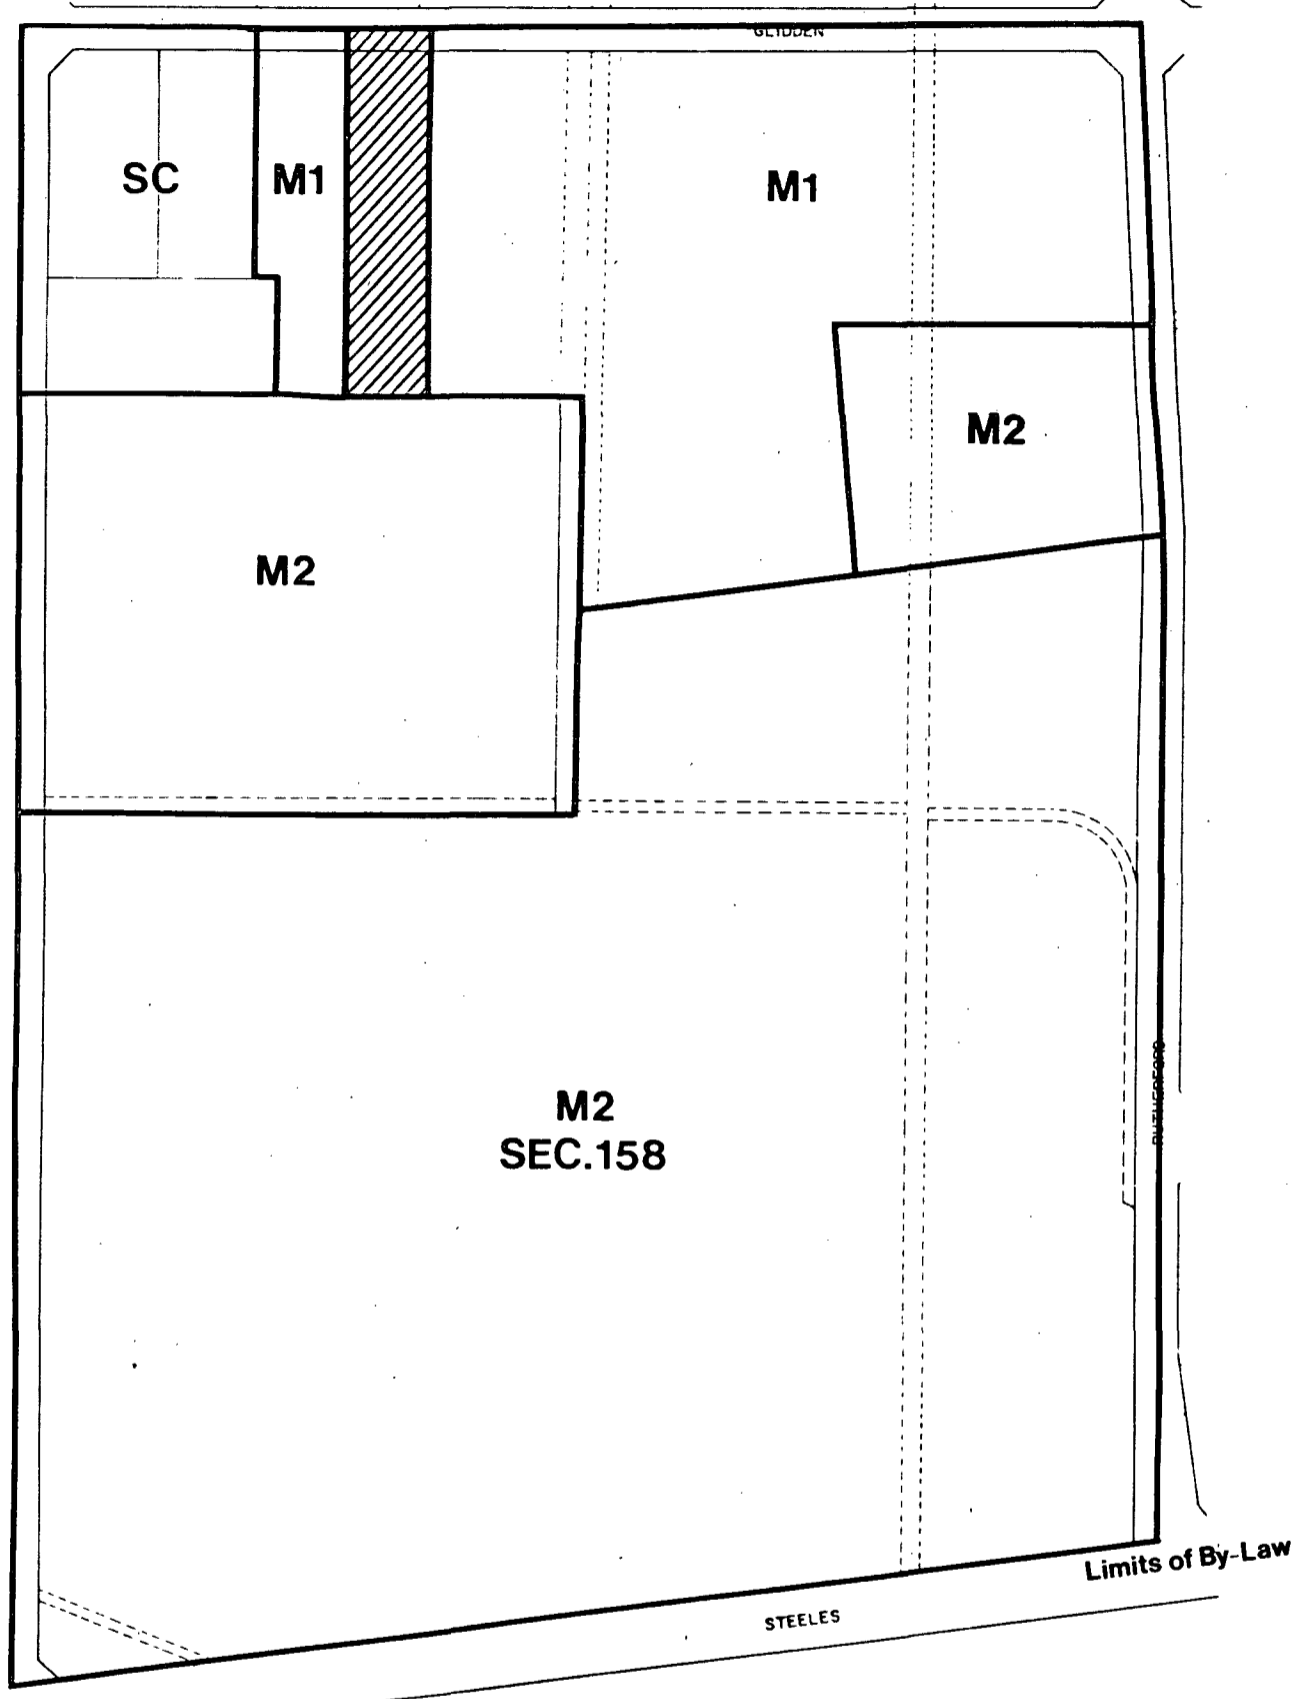 GLIDDEN
SC
M1
M1
M2
M2
M2
SEC.158
RUTHERFORD
Limits of By-Law
STEELES